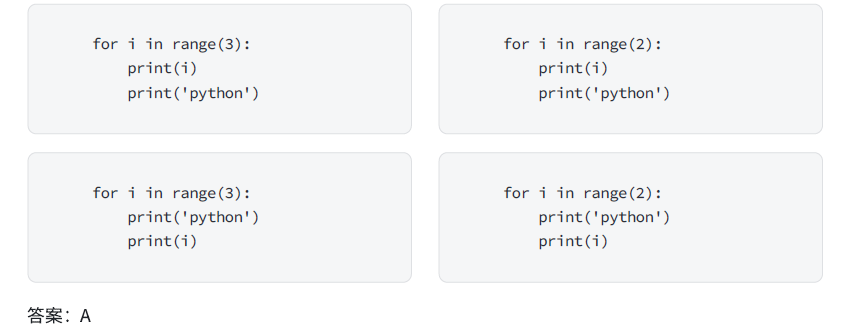 for i in range(3):
    print(i)
    print('python')
for i in range(2):
    print(i)
    print('python')
for i in range(3):
    print('python')
    print(i)
for i in range(2):
    print('python')
    print(i)
答案：A